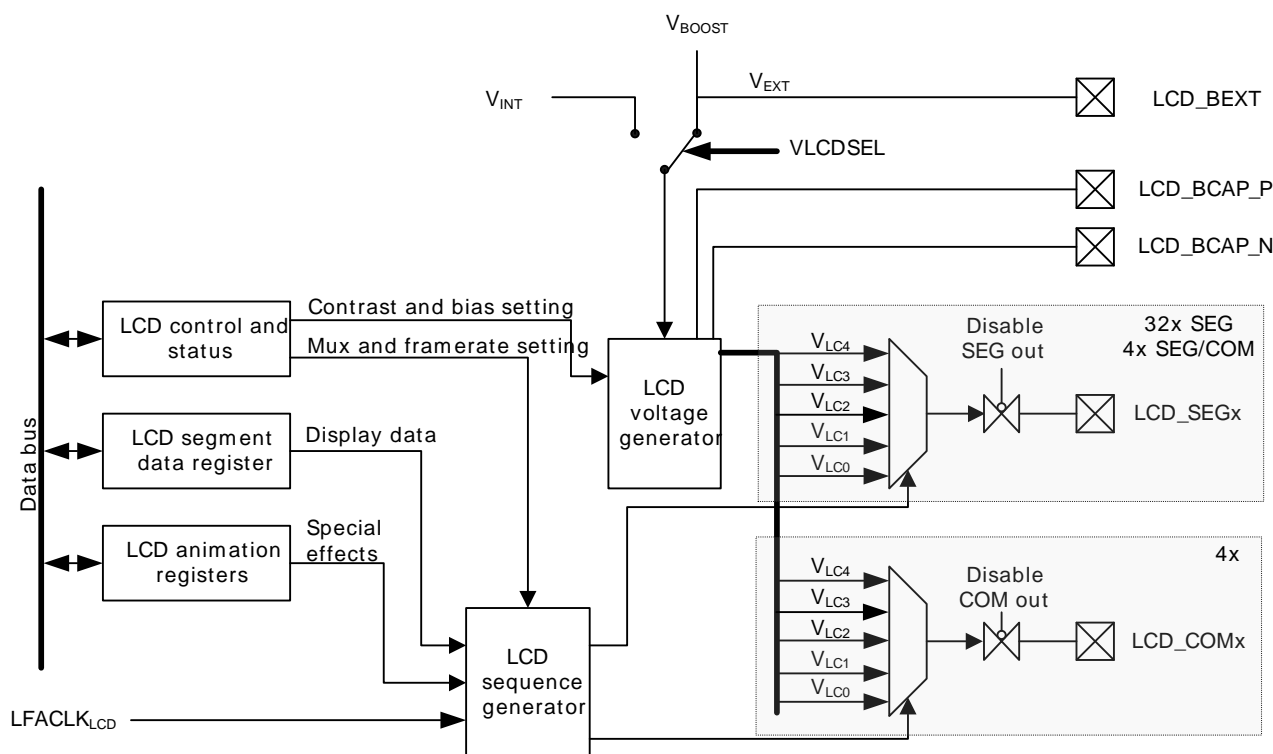 VBOOST
VINT
VEXT
LCD_BEXT
VLCDSEL
LCD_BCAP_P
LCD_BCAP_N
Data bus
LCD control and
status
Contrast and bias setting
Mux and framerate setting
LCD
voltage
generator
LCD segment
data register
Display data
LCD animation
registers
Special
effects
LCD
sequence
generator
LFACLKLCD
32x SEG
4x SEG/COM
Disable
SEG out
VLC4
VLC3
VLC2
VLC1
VLC0
LCD_SEGx
4x
Disable
COM out
VLC4
VLC3
VLC2
VLC1
VLC0
LCD_COMx